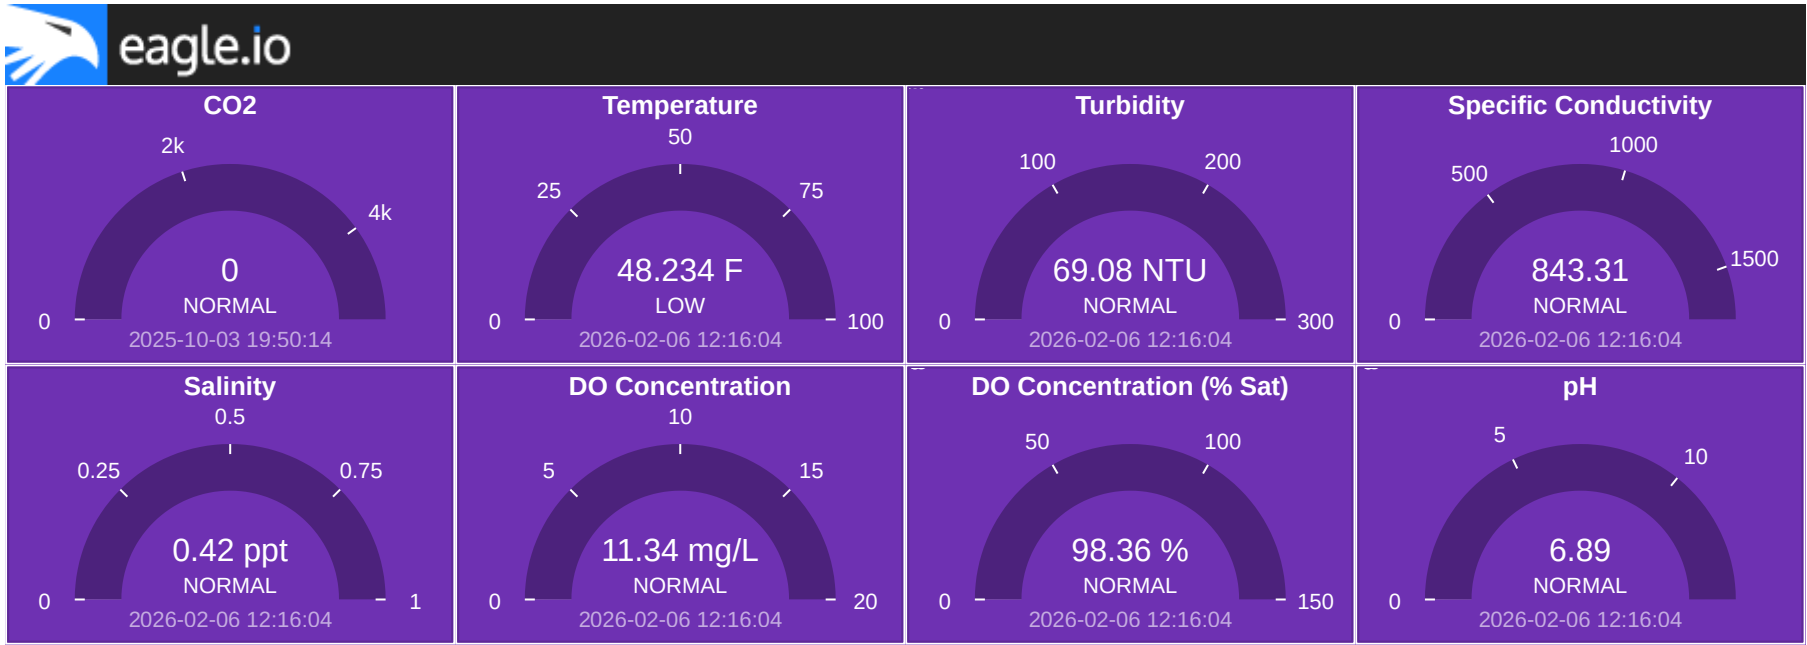 eagle.io
CO2
2k
4k
0
0
NORMAL
2025-10-03 19:50:14
Temperature
50
25
75
48.234 F
LOW
0
100
2026-02-06 12:16:04
Turbidity
100
200
69.08 NTU
NORMAL
0
300
2026-02-06 12:16:04
Specific Conductivity
1000
500
1500
843.31
NORMAL
0
2026-02-06 12:16:04
Salinity
0.5
0.25
0.75
0.42 ppt
NORMAL
0
1
2026-02-06 12:16:04
DO Concentration
10
5
15
11.34 mg/L
NORMAL
0
20
2026-02-06 12:16:04
DO Concentration (% Sat)
50
100
98.36 %
NORMAL
0
150
2026-02-06 12:16:04
pH
5
10
6.89
NORMAL
0
2026-02-06 12:16:04